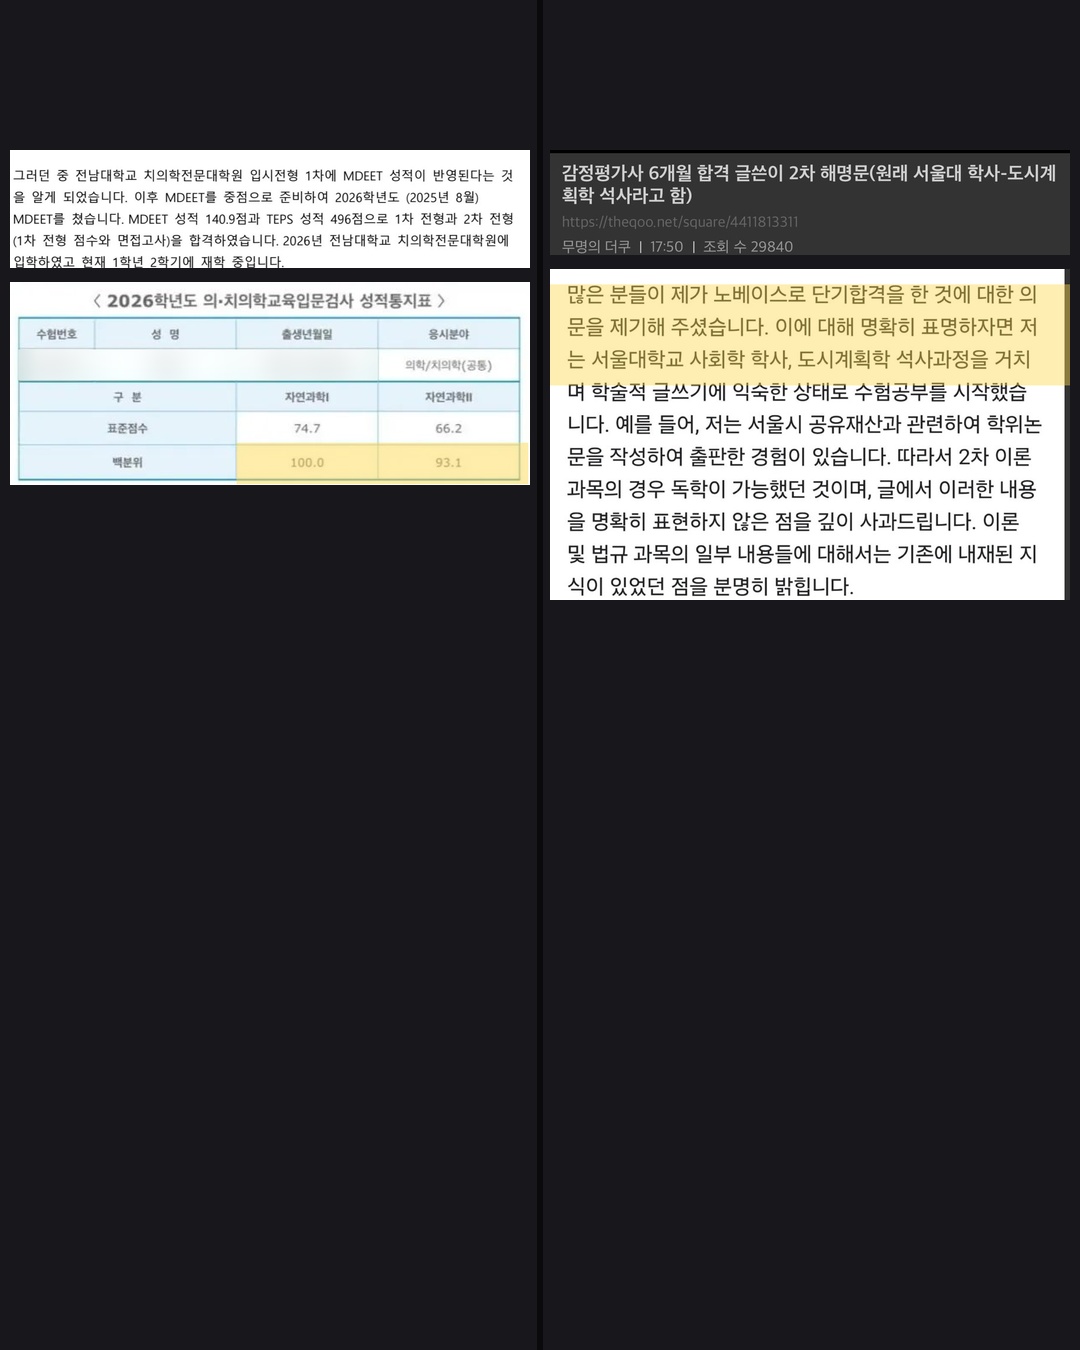 그러던 중 전남대학교 치의학전문대학원 입시전형 1차에 MDEET 성적이 반영된다는 것
을 알게 되었습니다. 이후 MDEET를 중점으로 준비하여 2026학년도 (2025년 8월)
MDEET를 쳤습니다. MDEET 성적 140.9점과 TEPS 성적 496점으로 1차 전형과 2차 전형
(1차 전형 점수와 면접고사)을 합격하였습니다. 2026년 전남대학교 치의학전문대학원에
입학하였고 현재 1학년 2학기에 재학 중입니다.
〈 2026학년도 의·치의학교육입문검사 성적통지표 〉
수험번호 성 명 출생년월일 응시분야
의학/치의학(공통)
구 분 자연과학I 자연과학II
표준점수 74.7 66.2
백분위 100.0 93.1
감정평가사 6개월 합격 글쓴이 2차 해명문(원래 서울대 학사-도시계
획학 석사라고 함)
https://theqoo.net/square/4411813311
무명의 더쿠 | 17:50 | 조회 수 29840
많은 분들이 제가 노베이스로 단기합격을 한 것에 대한 의
문을 제기해 주셨습니다. 이에 대해 명확히 표명하자면 저
는 서울대학교 사회학 학사, 도시계획학 석사과정을 거치
며 학술적 글쓰기에 익숙한 상태로 수험공부를 시작했습
니다. 예를 들어, 저는 서울시 공유재산과 관련하여 학위논
문을 작성하여 출판한 경험이 있습니다. 따라서 2차 이론
과목의 경우 독학이 가능했던 것이며, 글에서 이러한 내용
을 명확히 표현하지 않은 점을 깊이 사과드립니다. 이론
및 법규 과목의 일부 내용들에 대해서는 기존에 내재된 지
식이 있었던 점을 분명히 밝힙니다.